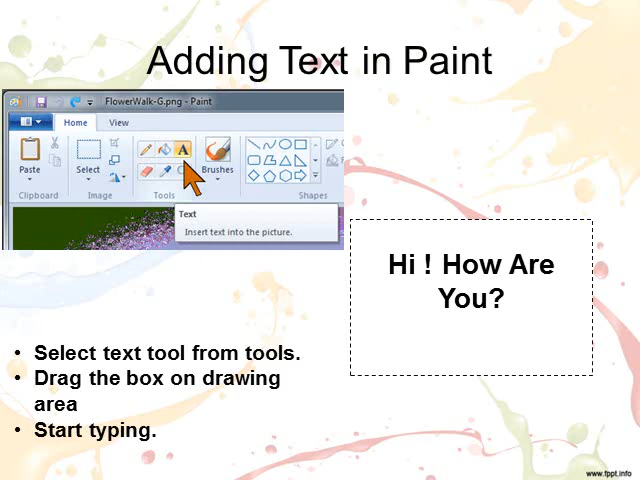 Adding Text in Paint
FlowerWalk-G.png - Paint
Home View
Paste
Select
Brushes
Clipboard Image Tools Shapes
Text
Insert text into the picture.
Hi ! How Are
You?
• Select text tool from tools.
• Drag the box on drawing
area
• Start typing.
www.fppt.info